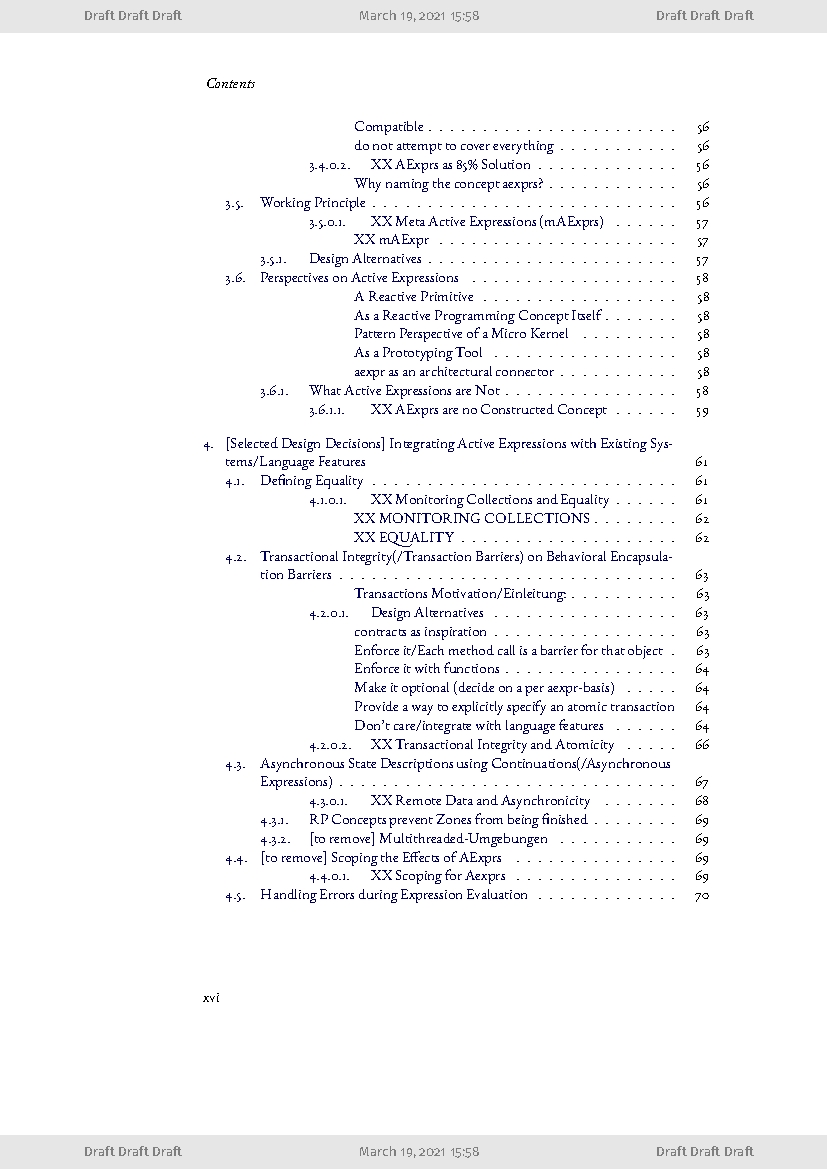 Draft Draft Draft March 19, 2021 15:58 Draft Draft Draft
Contents
Compatible . . . . . . . . . . . . . . . . . . . . . . . 56
do not attempt to cover everything . . . . . . . . . . . 56
3.4.0.2. XX AExprs as 85% Solution . . . . . . . . . . . . . 56
Why naming the concept aexprs? . . . . . . . . . . . . 56
3.5. Working Principle . . . . . . . . . . . . . . . . . . . . . . . . . . . . 56
3.5.0.1. XX Meta Active Expressions (mAExprs) . . . . . . 57
XX mAExpr . . . . . . . . . . . . . . . . . . . . . . 57
3.5.1. Design Alternatives . . . . . . . . . . . . . . . . . . . . . . . 57
3.6. Perspectives on Active Expressions . . . . . . . . . . . . . . . . . . . 58
A Reactive Primitive . . . . . . . . . . . . . . . . . . 58
As a Reactive Programming Concept Itself . . . . . . . 58
Pattern Perspective of a Micro Kernel . . . . . . . . . 58
As a Prototyping Tool . . . . . . . . . . . . . . . . . 58
aexpr as an architectural connector . . . . . . . . . . . 58
3.6.1. What Active Expressions are Not . . . . . . . . . . . . . . . . 58
3.6.1.1. XX AExprs are no Constructed Concept . . . . . . 59
4. [Selected Design Decisions] Integrating Active Expressions with Existing Sys-
tems/Language Features 61
4.1. Defining Equality . . . . . . . . . . . . . . . . . . . . . . . . . . . . 61
4.1.0.1. XX Monitoring Collections and Equality . . . . . . 61
XX MONITORING COLLECTIONS . . . . . . . . 62
XX EQUALITY . . . . . . . . . . . . . . . . . . . . 62
4.2. Transactional Integrity(/Transaction Barriers) on Behavioral Encapsula-
tion Barriers . . . . . . . . . . . . . . . . . . . . . . . . . . . . . . . 63
Transactions Motivation/Einleitung: . . . . . . . . . . 63
4.2.0.1. Design Alternatives . . . . . . . . . . . . . . . . . 63
contracts as inspiration . . . . . . . . . . . . . . . . . 63
Enforce it/Each method call is a barrier for that object . 63
Enforce it with functions . . . . . . . . . . . . . . . . 64
Make it optional (decide on a per aexpr-basis) . . . . . 64
Provide a way to explicitly specify an atomic transaction 64
Don't care/integrate with language features . . . . . . 64
4.2.0.2. XX Transactional Integrity and Atomicity . . . . . 66
4.3. Asynchronous State Descriptions using Continuations(/Asynchronous
Expressions) . . . . . . . . . . . . . . . . . . . . . . . . . . . . . . . 67
4.3.0.1. XX Remote Data and Asynchronicity . . . . . . . 68
4.3.1. RP Concepts prevent Zones from being finished . . . . . . . . 69
4.3.2. [to remove] Multithreaded-Umgebungen . . . . . . . . . . . 69
4.4. [to remove] Scoping the Effects of AExprs . . . . . . . . . . . . . . . 69
4.4.0.1. XX Scoping for Aexprs . . . . . . . . . . . . . . . 69
4.5. Handling Errors during Expression Evaluation . . . . . . . . . . . . . 70
xvi
Draft Draft Draft March 19, 2021 15:58 Draft Draft Draft